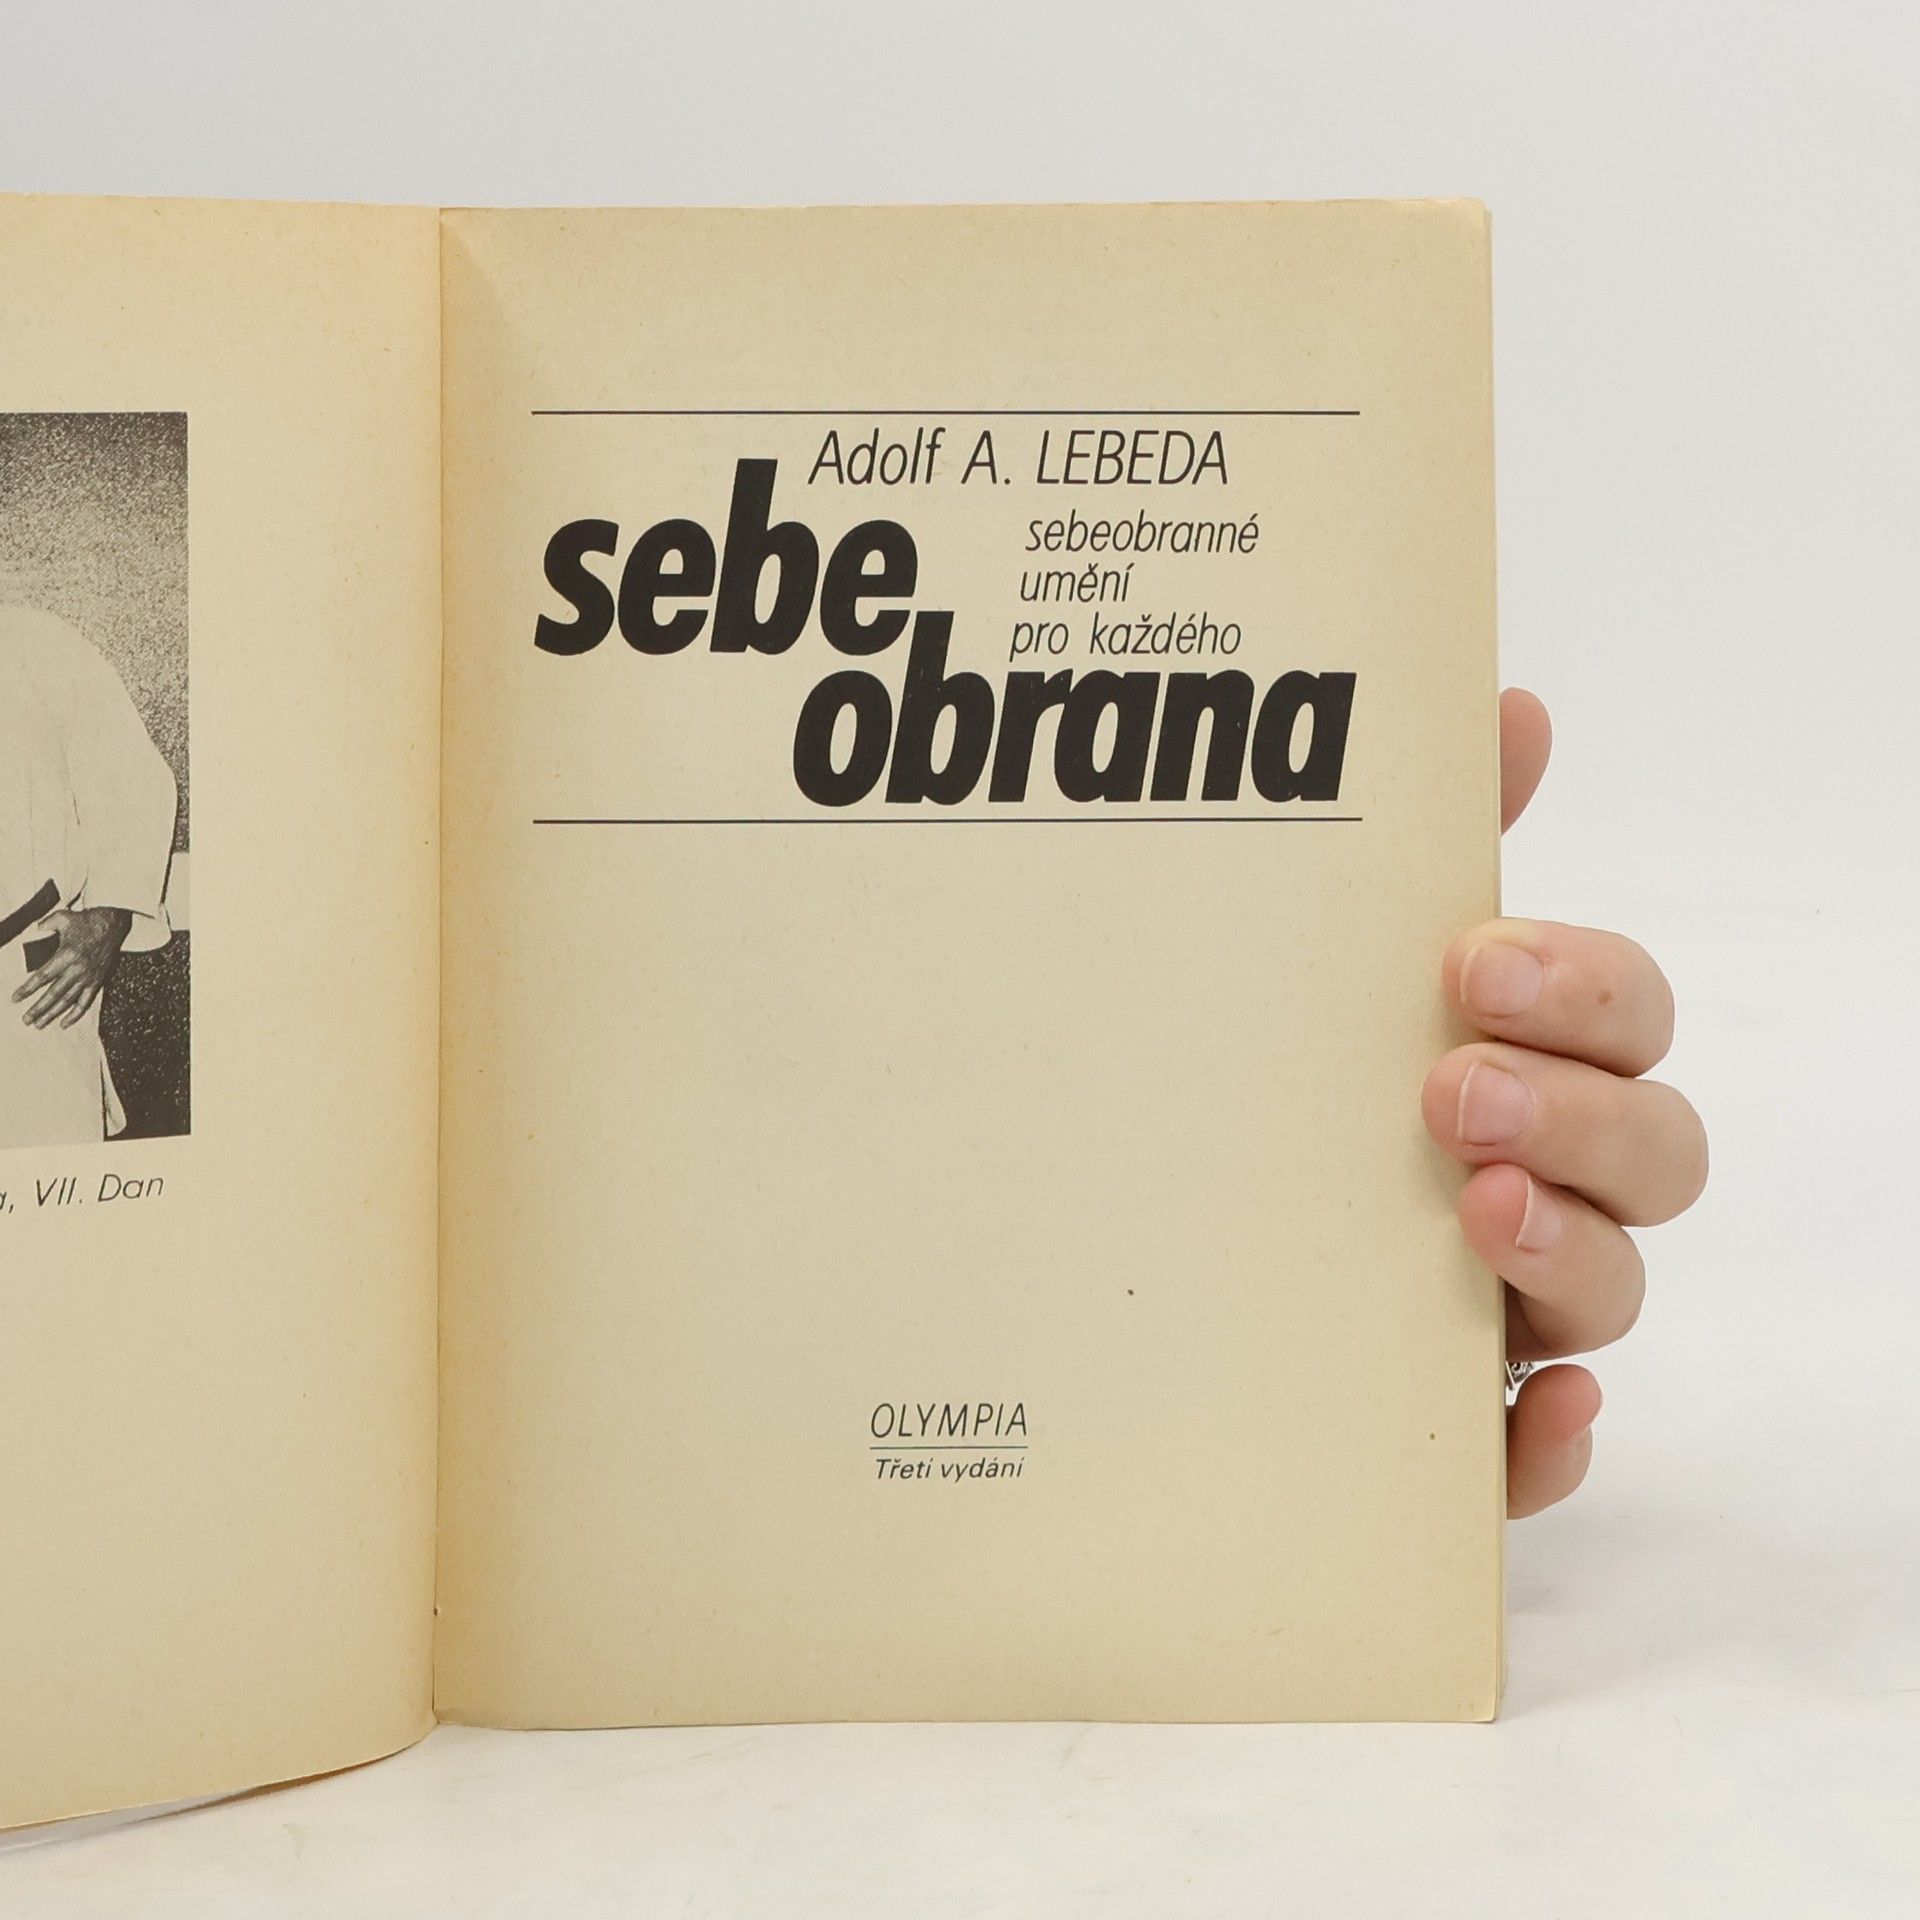 VII. Dan
Adolf A. LEBEDA
sebe
sebeobranné
umění
pro každého
obrana
OLYMPIA
Třetí vydání